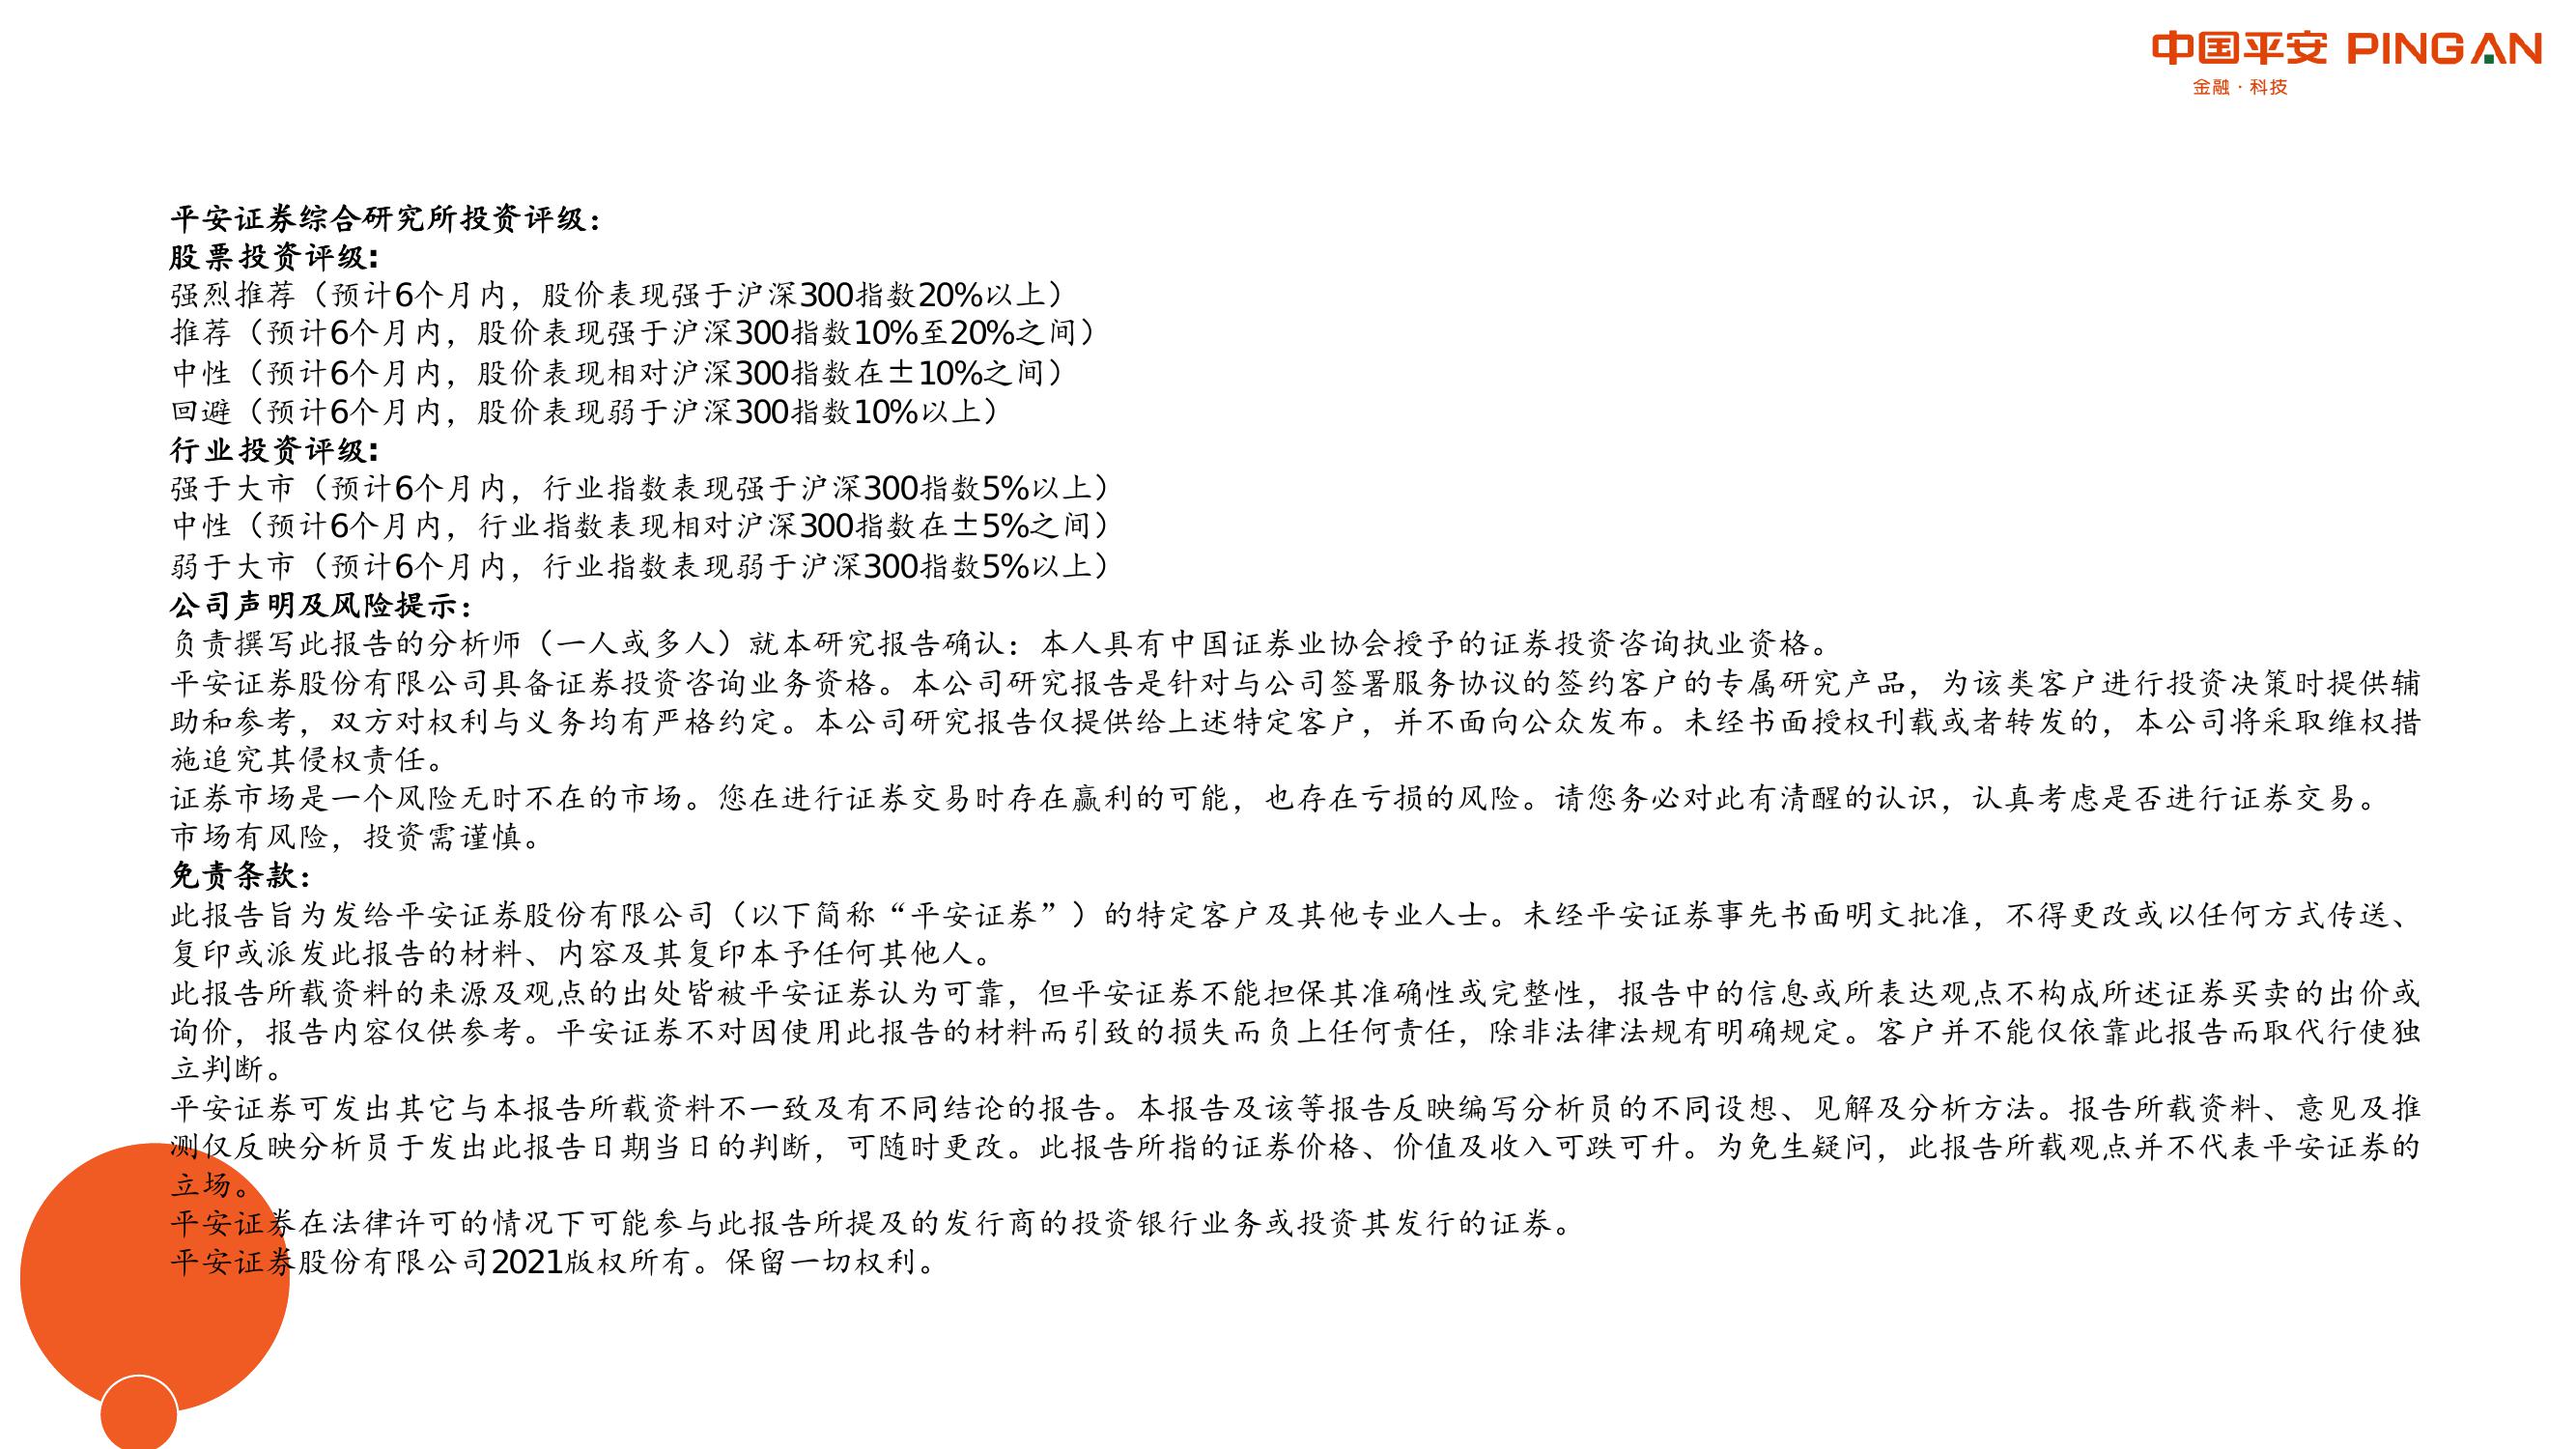 中国平安 PINGAN
金融·科技
平安证券综合研究所投资评级：
股票投资评级:
强烈推荐（预计6个月内，股价表现强于沪深300指数20%以上）
推荐（预计6个月内，股价表现强于沪深300指数10%至20%之间）
中性（预计6个月内，股价表现相对沪深300指数在±10%之间）
回避（预计6个月内，股价表现弱于沪深300指数10%以上）
行业投资评级:
强于大市（预计6个月内，行业指数表现强于沪深300指数5%以上）
中性（预计6个月内，行业指数表现相对沪深300指数在±5%之间）
弱于大市（预计6个月内，行业指数表现弱于沪深300指数5%以上）
公司声明及风险提示：
负责撰写此报告的分析师（一人或多人）就本研究报告确认：本人具有中国证券业协会授予的证券投资咨询执业资格。
平安证券股份有限公司具备证券投资咨询业务资格。本公司研究报告是针对与公司签署服务协议的签约客户的专属研究产品，为该类客户进行投资决策时提供辅
助和参考，双方对权利与义务均有严格约定。本公司研究报告仅提供给上述特定客户，并不面向公众发布。未经书面授权刊载或者转发的，本公司将采取维权措
施追究其侵权责任。
证券市场是一个风险无时不在的市场。您在进行证券交易时存在赢利的可能，也存在亏损的风险。请您务必对此有清醒的认识，认真考虑是否进行证券交易。
市场有风险，投资需谨慎。
免责条款：
此报告旨为发给平安证券股份有限公司（以下简称“平安证券”）的特定客户及其他专业人士。未经平安证券事先书面明文批准，不得更改或以任何方式传送、
复印或派发此报告的材料、内容及其复印本予任何其他人。
此报告所载资料的来源及观点的出处皆被平安证券认为可靠，但平安证券不能担保其准确性或完整性，报告中的信息或所表达观点不构成所述证券买卖的出价或
询价，报告内容仅供参考。平安证券不对因使用此报告的材料而引致的损失而负上任何责任，除非法律法规有明确规定。客户并不能仅依靠此报告而取代行使独
立判断。
平安证券可发出其它与本报告所载资料不一致及有不同结论的报告。本报告及该等报告反映编写分析员的不同设想、见解及分析方法。报告所载资料、意见及推
测仅反映分析员于发出此报告日期当日的判断，可随时更改。此报告所指的证券价格、价值及收入可跌可升。为免生疑问，此报告所载观点并不代表平安证券的
立场。
平安证券在法律许可的情况下可能参与此报告所提及的发行商的投资银行业务或投资其发行的证券。
平安证券股份有限公司2021版权所有。保留一切权利。